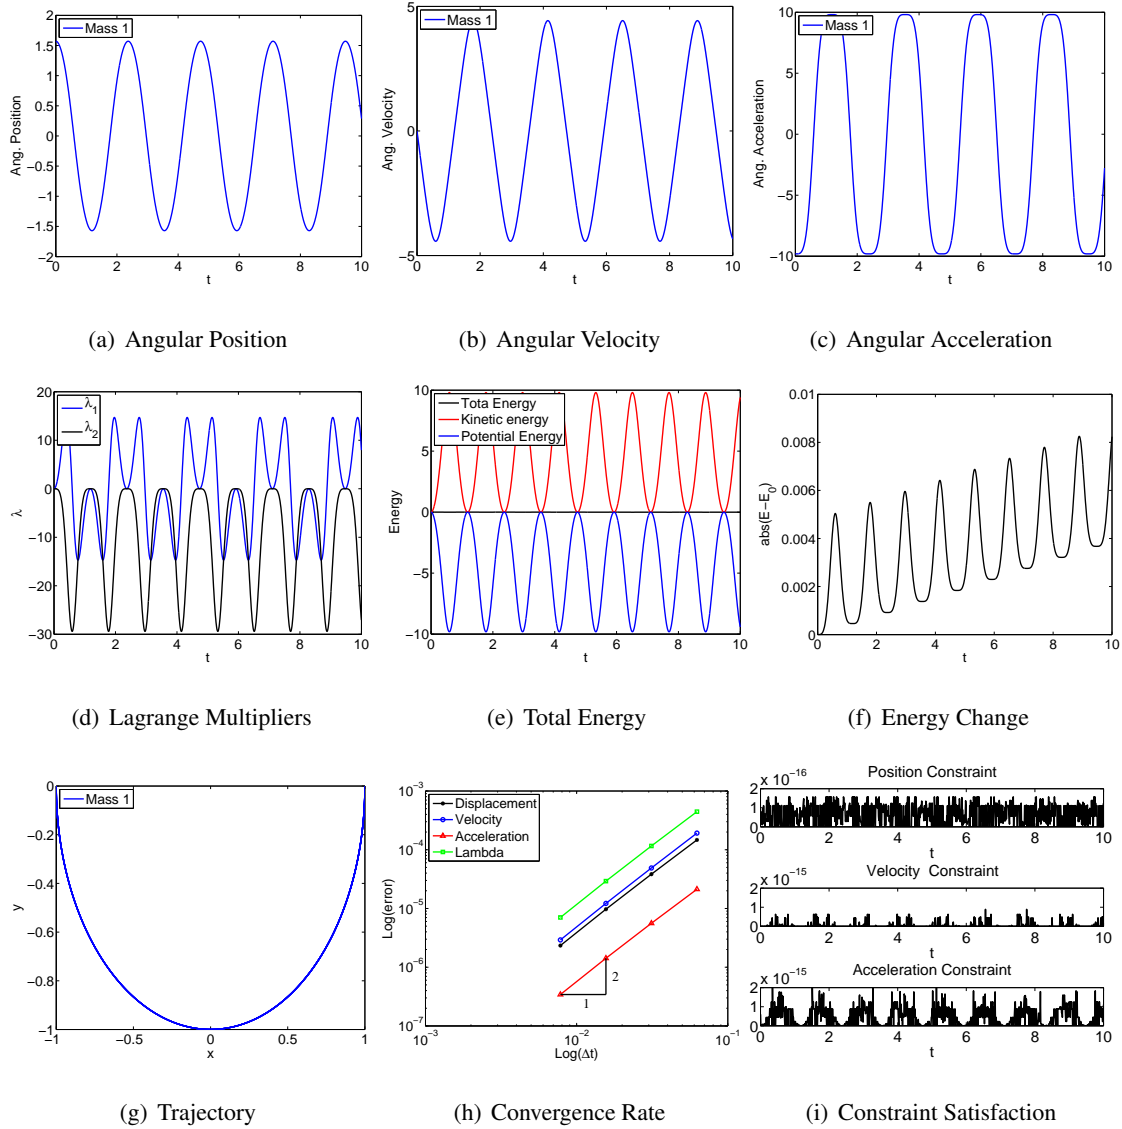 2
1.5
1
0.5
0
−0.5
−1
−1.5
−2
0 2 4 6 8 10
Ang. Position
t
Mass 1
(a) Angular Position
5
0
−5
0 2 4 6 8 10
Ang. Velocity
t
Mass 1
(b) Angular Velocity
10
5
0
−5
−10
0 2 4 6 8 10
Ang. Acceleration
t
Mass 1
(c) Angular Acceleration
20
10
0
−10
−20
−30
0 2 4 6 8 10
λ
t
λ1
λ2
(d) Lagrange Multipliers
10
5
0
−5
−10
0 2 4 6 8 10
Energy
t
Tota Energy
Kinetic energy
Potential Energy
(e) Total Energy
0.01
0.008
0.006
0.004
0.002
0
0 2 4 6 8 10
abs(E−E0)
t
(f) Energy Change
0
−0.2
−0.4
−0.6
−0.8
−1
−1 −0.5 0 0.5 1
y
x
Mass 1
(g) Trajectory
10−3
10−4
10−5
10−6
10−7
10−3 10−2 10−1
Log(error)
Log(Δt)
Displacement
Velocity
Acceleration
Lambda
2
1
(h) Convergence Rate
x 10−16
Position Constraint
2
1
0
0 2 4 6 8 10
t
x 10−15
Velocity Constraint
2
1
0
0 2 4 6 8 10
t
x 10−15
Acceleration Constraint
2
1
0
0 2 4 6 8 10
t
(i) Constraint Satisfaction